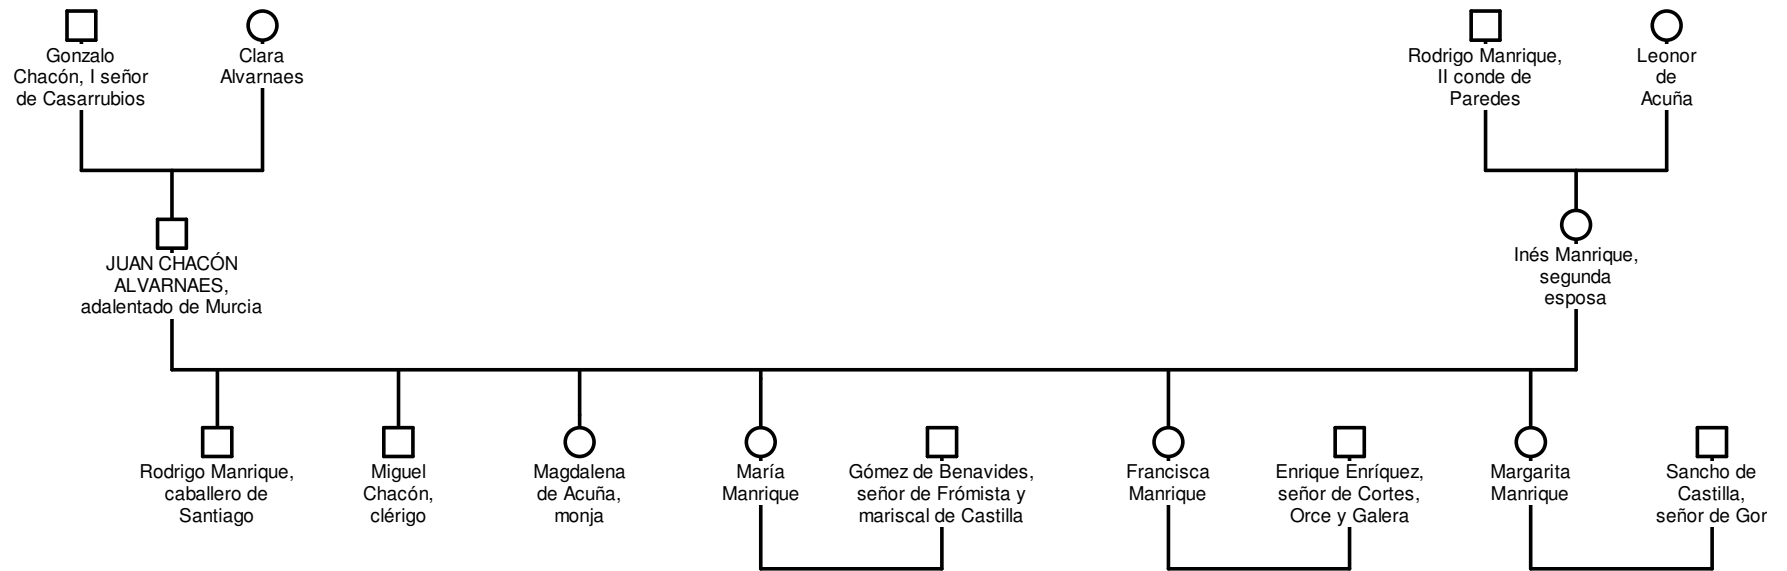 Gonzalo
Chacón, I señor
de Casarrubios
Clara
Alvarnaes
Rodrigo Manrique,
II conde de
Paredes
Leonor
de
Acuña
JUAN CHACÓN
ALVARNAES,
adalentado de Murcia
Inés Manrique,
segunda
esposa
Rodrigo Manrique,
caballero de
Santiago
Miguel
Chacón,
clérigo
Magdalena
de Acuña,
monja
María
Manrique
Gómez de Benavides,
señor de Frómista y
mariscal de Castilla
Francisca
Manrique
Enrique Enríquez,
señor de Cortes,
Orce y Galera
Margarita
Manrique
Sancho de
Castilla,
señor de Gor